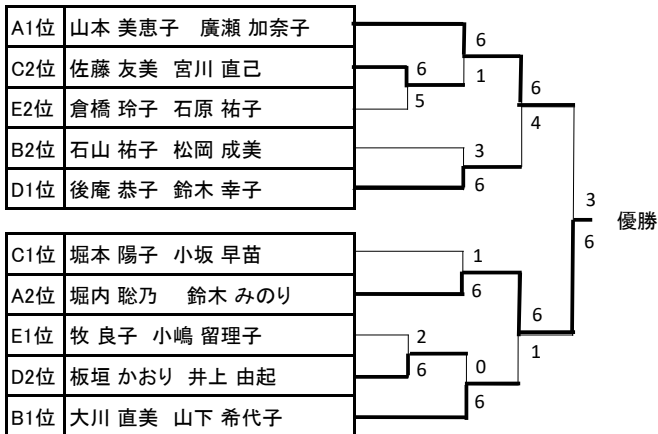 A1位 山本 美恵子 廣瀬 加奈子
6
C2位 佐藤 友美 宮川 直己
6
1
6
E2位 倉橋 玲子 石原 祐子
5
4
B2位 石山 祐子 松岡 成美
3
D1位 後庵 恭子 鈴木 幸子
6
3
優勝
6
C1位 堀本 陽子 小坂 早苗
1
A2位 堀内 聡乃 鈴木 みのり
6
6
E1位 牧 良子 小嶋 留理子
2
1
D2位 板垣 かおり 井上 由起
6
0
B1位 大川 直美 山下 希代子
6